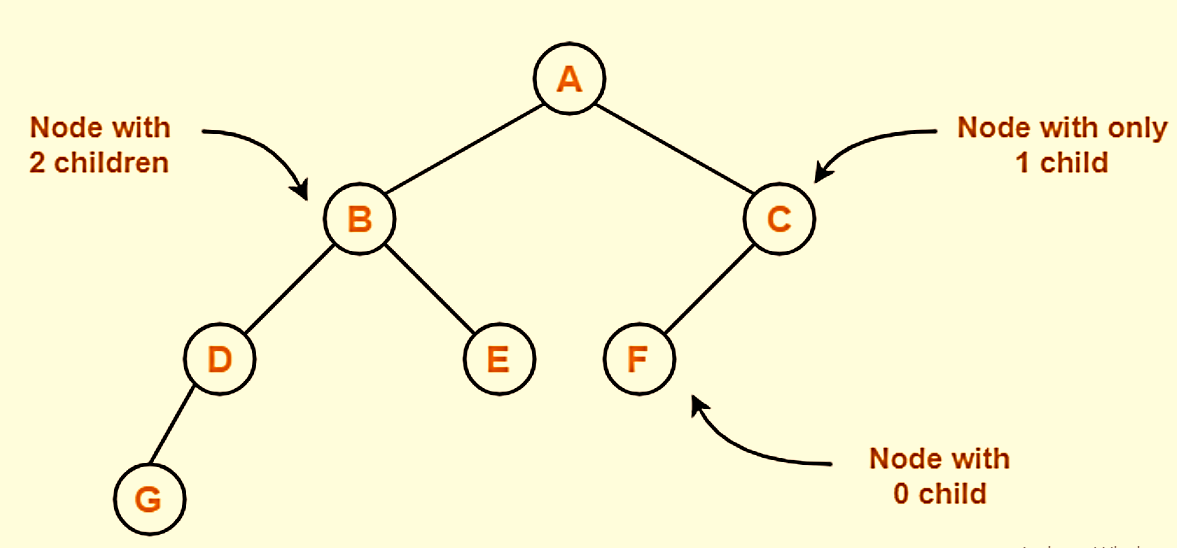 A
Node with
2 children
Node with only
1 child
B
C
D
E
F
G
Node with
0 child